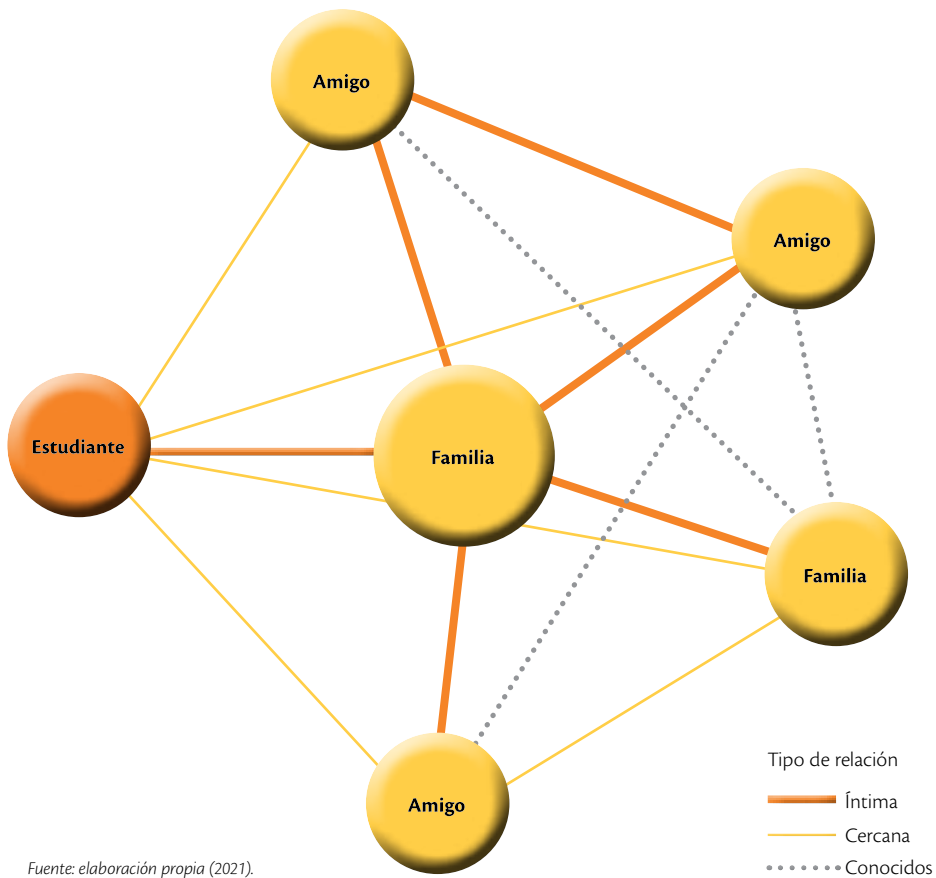 Amigo
Amigo
Estudiante
Familia
Familia
Amigo
Tipo de relación
Íntima
Cercana
Conocidos
Fuente: elaboración propia (2021).